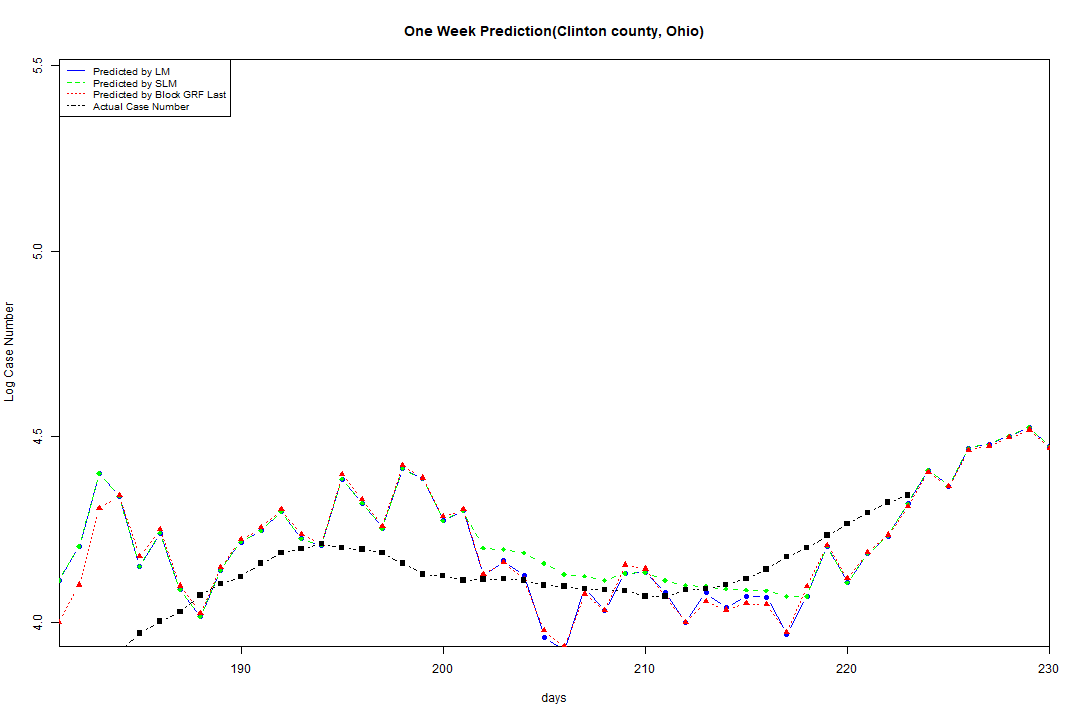 One Week Prediction(Clinton county, Ohio)
Predicted by LM
Predicted by SLM
Predicted by Block GRF Last
Actual Case Number
5.5
5.0
4.5
4.0
Log Case Number
190
200
210
220
230
days